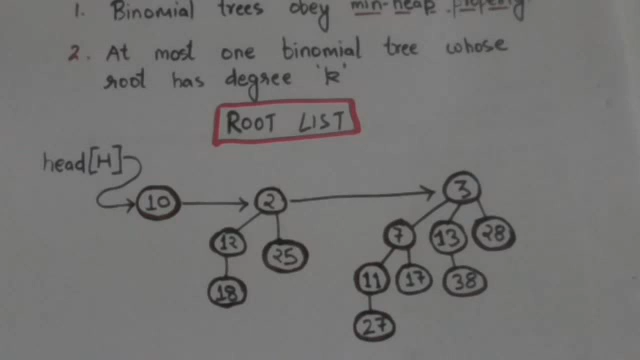 1. Binomial trees obey min-heap property.
2. At most one binomial tree whose
root has degree 'k'
ROOT LIST
head[H]
10 2 3
12 25 7 13 28
18 11 17 38
27